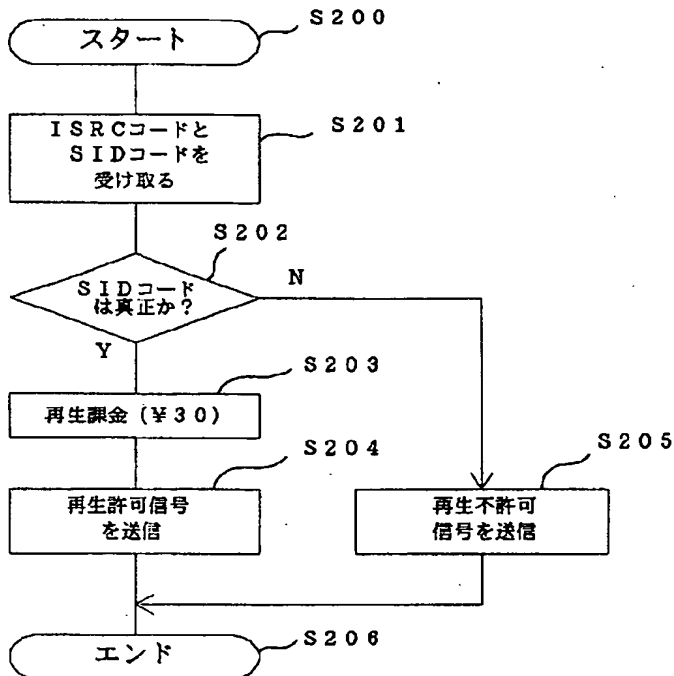 スタート
S200
ISRCコードと
SIDコードを
受け取る
S201
S202
SIDコード
は真正か?
N
Y
S203
再生課金(¥30)
S204
再生許可信号
を送信
S205
再生不許可
信号を送信
エンド
S206